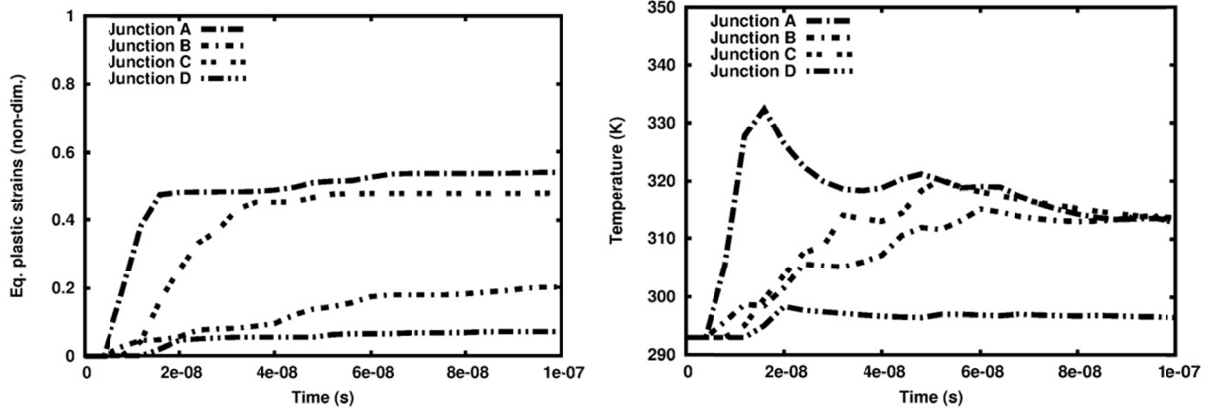 1
0.8
0.6
0.4
0.2
0
Eq. plastic strains (non-dim.)
Junction A
Junction B
Junction C
Junction D
0 2e-08 4e-08 6e-08 8e-08 1e-07
Time (s)
350
340
330
320
310
300
290
Temperature (K)
Junction A
Junction B
Junction C
Junction D
0 2e-08 4e-08 6e-08 8e-08 1e-07
Time (s)